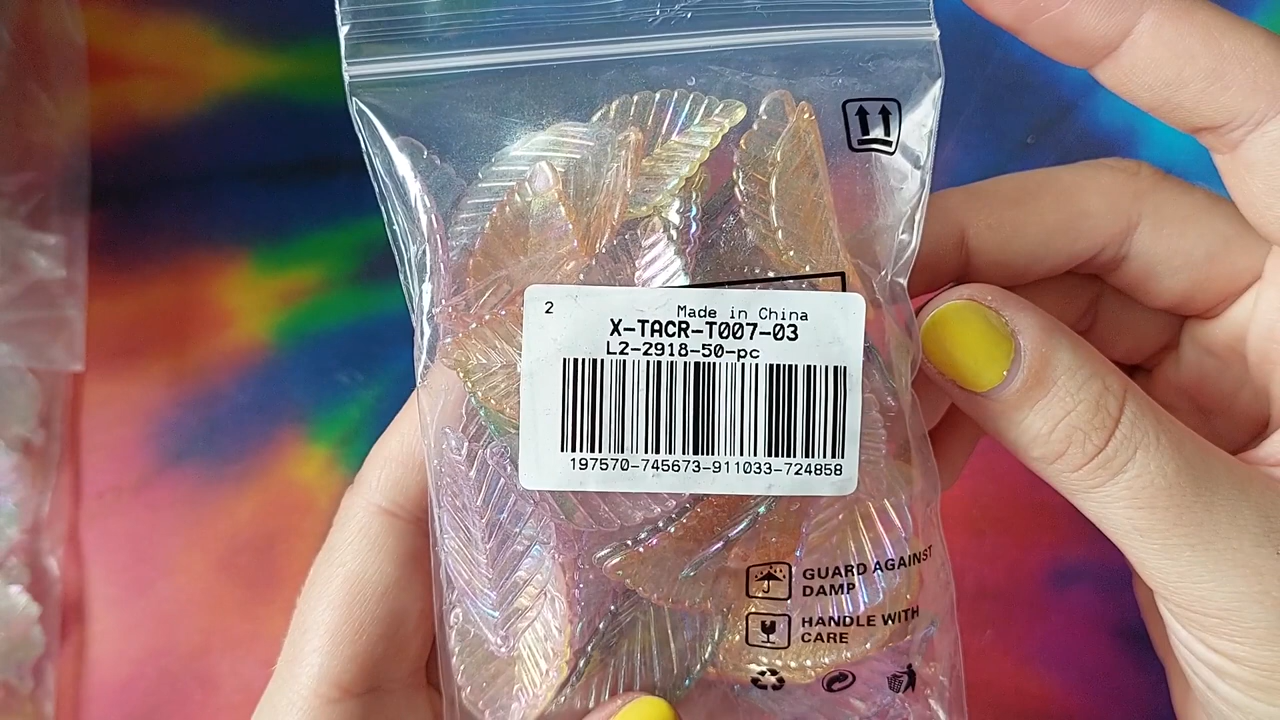 2
Made in China
X-TACR-T007-03
L2-2918-50-pc
197570-745673-911033-724858
GUARD AGAINST
DAMP
HANDLE WITH
CARE